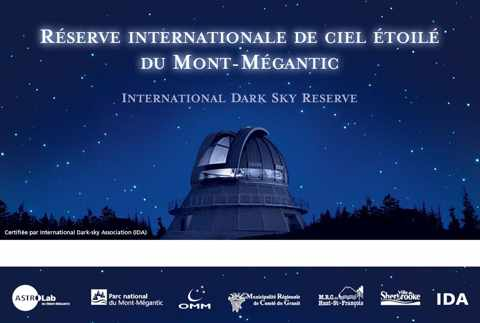 Réserve internationale de ciel étoilé
du Mont-Mégantic
International Dark Sky Reserve
Certifiée par International Dark-sky Association (IDA)
ASTROLab
du Mont-Mégantic
Parc national
du Mont-Mégantic
OMM
Municipalité Régionale
de Comté du Granit
M.R.C. du
Haut-St-François
Ville de
Sherbrooke
IDA